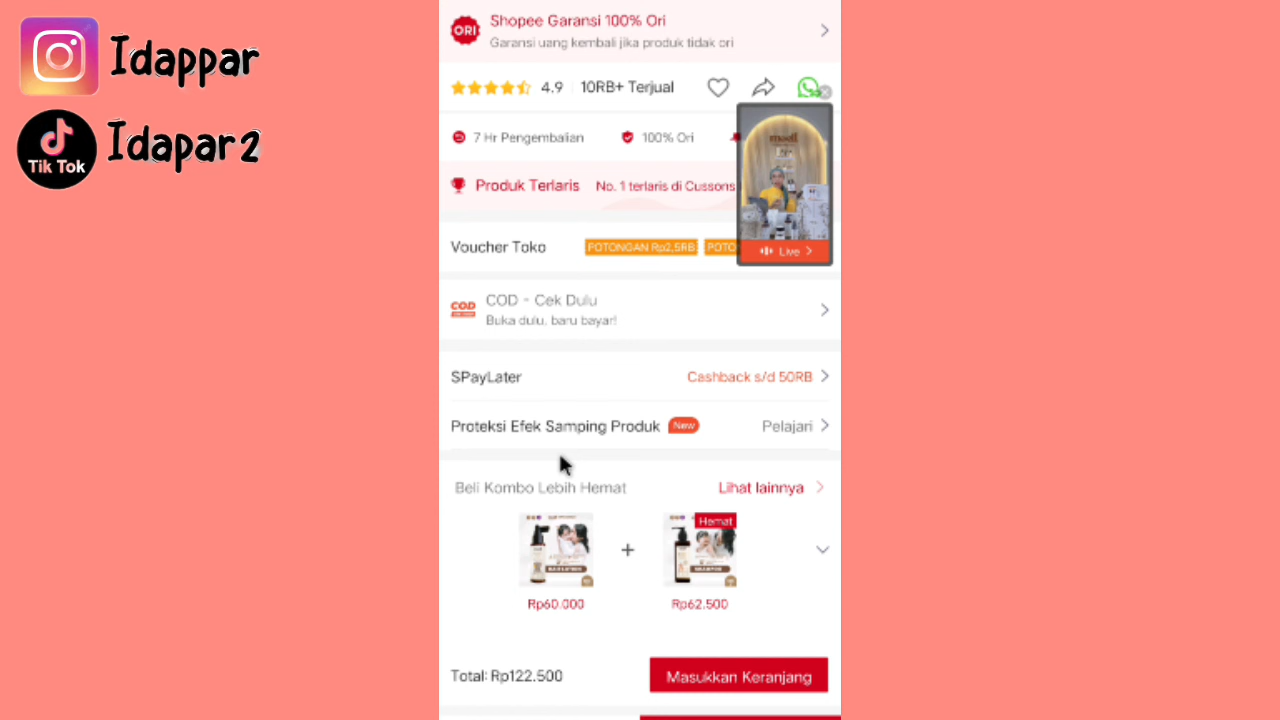 Idappar
Tik Tok
Idapar2
ORI
Shopee Garansi 100% Ori
Garansi uang kembali jika produk tidak ori
4.9
10RB+ Terjual
7 Hr Pengembalian
100% Ori
Produk Terlaris
No. 1 terlaris di Cussons
Voucher Toko
POTONGAN Rp2,5RB
POTO
Live
COD
COD - Cek Dulu
Buka dulu, baru bayar!
SPayLater
Cashback s/d 50RB
Proteksi Efek Samping Produk
New
Pelajari
Beli Kombo Lebih Hemat
Lihat lainnya
Hemat
+
Rp60.000
Rp62.500
Total: Rp122.500
Masukkan Keranjang